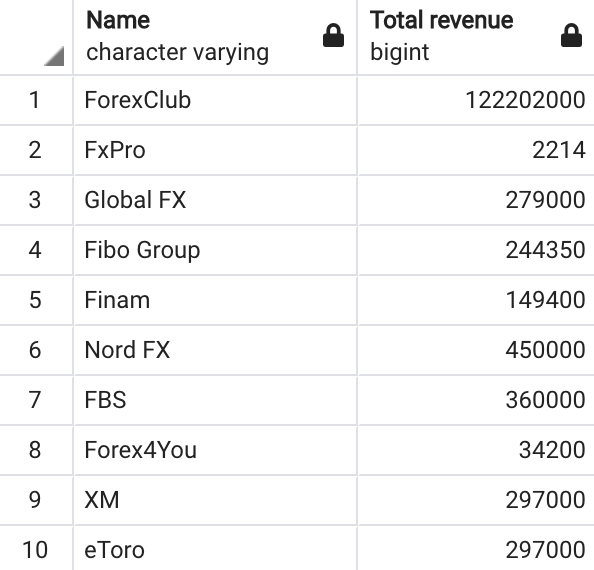 Name Total revenue
character varying bigint
1 ForexClub 122202000
2 FxPro 2214
3 Global FX 279000
4 Fibo Group 244350
5 Finam 149400
6 Nord FX 450000
7 FBS 360000
8 Forex4You 34200
9 XM 297000
10 eToro 297000